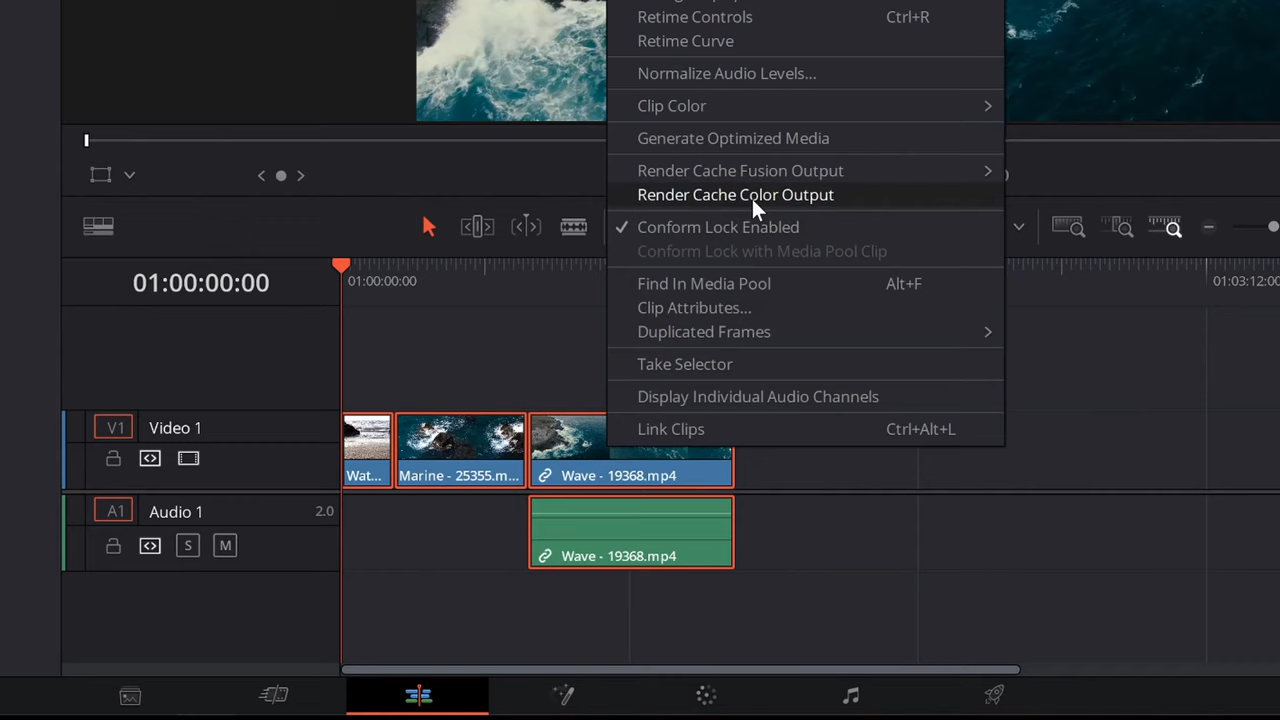 Retime Controls Ctrl+R
Retime Curve
Normalize Audio Levels...
Clip Color
Generate Optimized Media
Render Cache Fusion Output
Render Cache Color Output
Conform Lock Enabled
Conform Lock with Media Pool Clip
Find In Media Pool Alt+F
Clip Attributes...
Duplicated Frames
Take Selector
Display Individual Audio Channels
Link Clips Ctrl+Alt+L
01:00:00:00
01:00:00:00
01:03:12:00
V1 Video 1
Wat...
Marine - 25355.m...
Wave - 19368.mp4
A1 Audio 1 2.0
S M
Wave - 19368.mp4